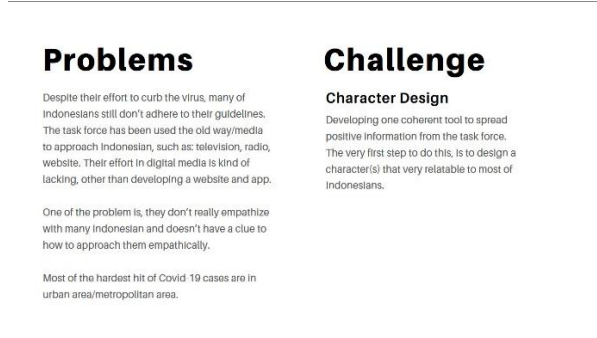 Problems
Despite their effort to curb the virus, many of
Indonesians still don't adhere to their guidelines.
The task force has been used the old way/media
to approach Indonesian, such as: television, radio,
website. Their effort in digital media is kind of
lacking, other than developing a website and app.
One of the problem is, they don't really empathize
with many Indonesian and doesn't have a clue to
how to approach them empathically.
Most of the hardest hit of Covid-19 cases are in
urban area/metropolitan area.
Challenge
Character Design
Developing one coherent tool to spread
positive information from the task force.
The very first step to do this, is to design a
character(s) that very relatable to most of
Indonesians.